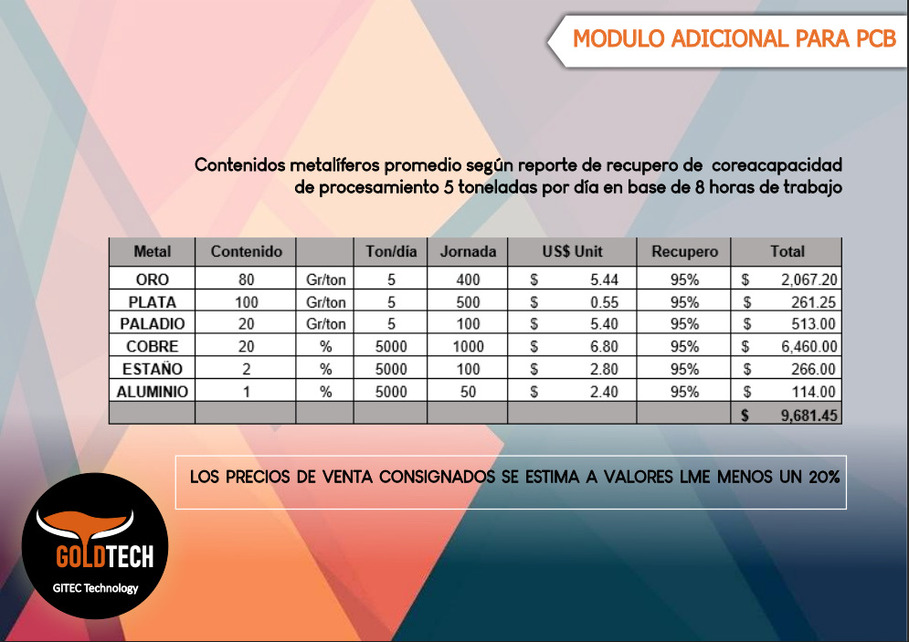 MODULO ADICIONAL PARA PCB
Contenidos metalíferos promedio según reporte de recupero de coreacapacidad
de procesamiento 5 toneladas por día en base de 8 horas de trabajo
Metal Contenido Ton/día Jornada US$ Unit Recupero Total
ORO 80 Gr/ton 5 400 $ 5.44 95% $ 2,067.20
PLATA 100 Gr/ton 5 500 $ 0.55 95% $ 261.25
PALADIO 20 Gr/ton 5 100 $ 5.40 95% $ 513.00
COBRE 20 % 5000 1000 $ 6.80 95% $ 6,460.00
ESTAÑO 2 % 5000 100 $ 2.80 95% $ 266.00
ALUMINIO 1 % 5000 50 $ 2.40 95% $ 114.00
$ 9,681.45
LOS PRECIOS DE VENTA CONSIGNADOS SE ESTIMA A VALORES LME MENOS UN 20%
GOLDTECH
GITEC Technology